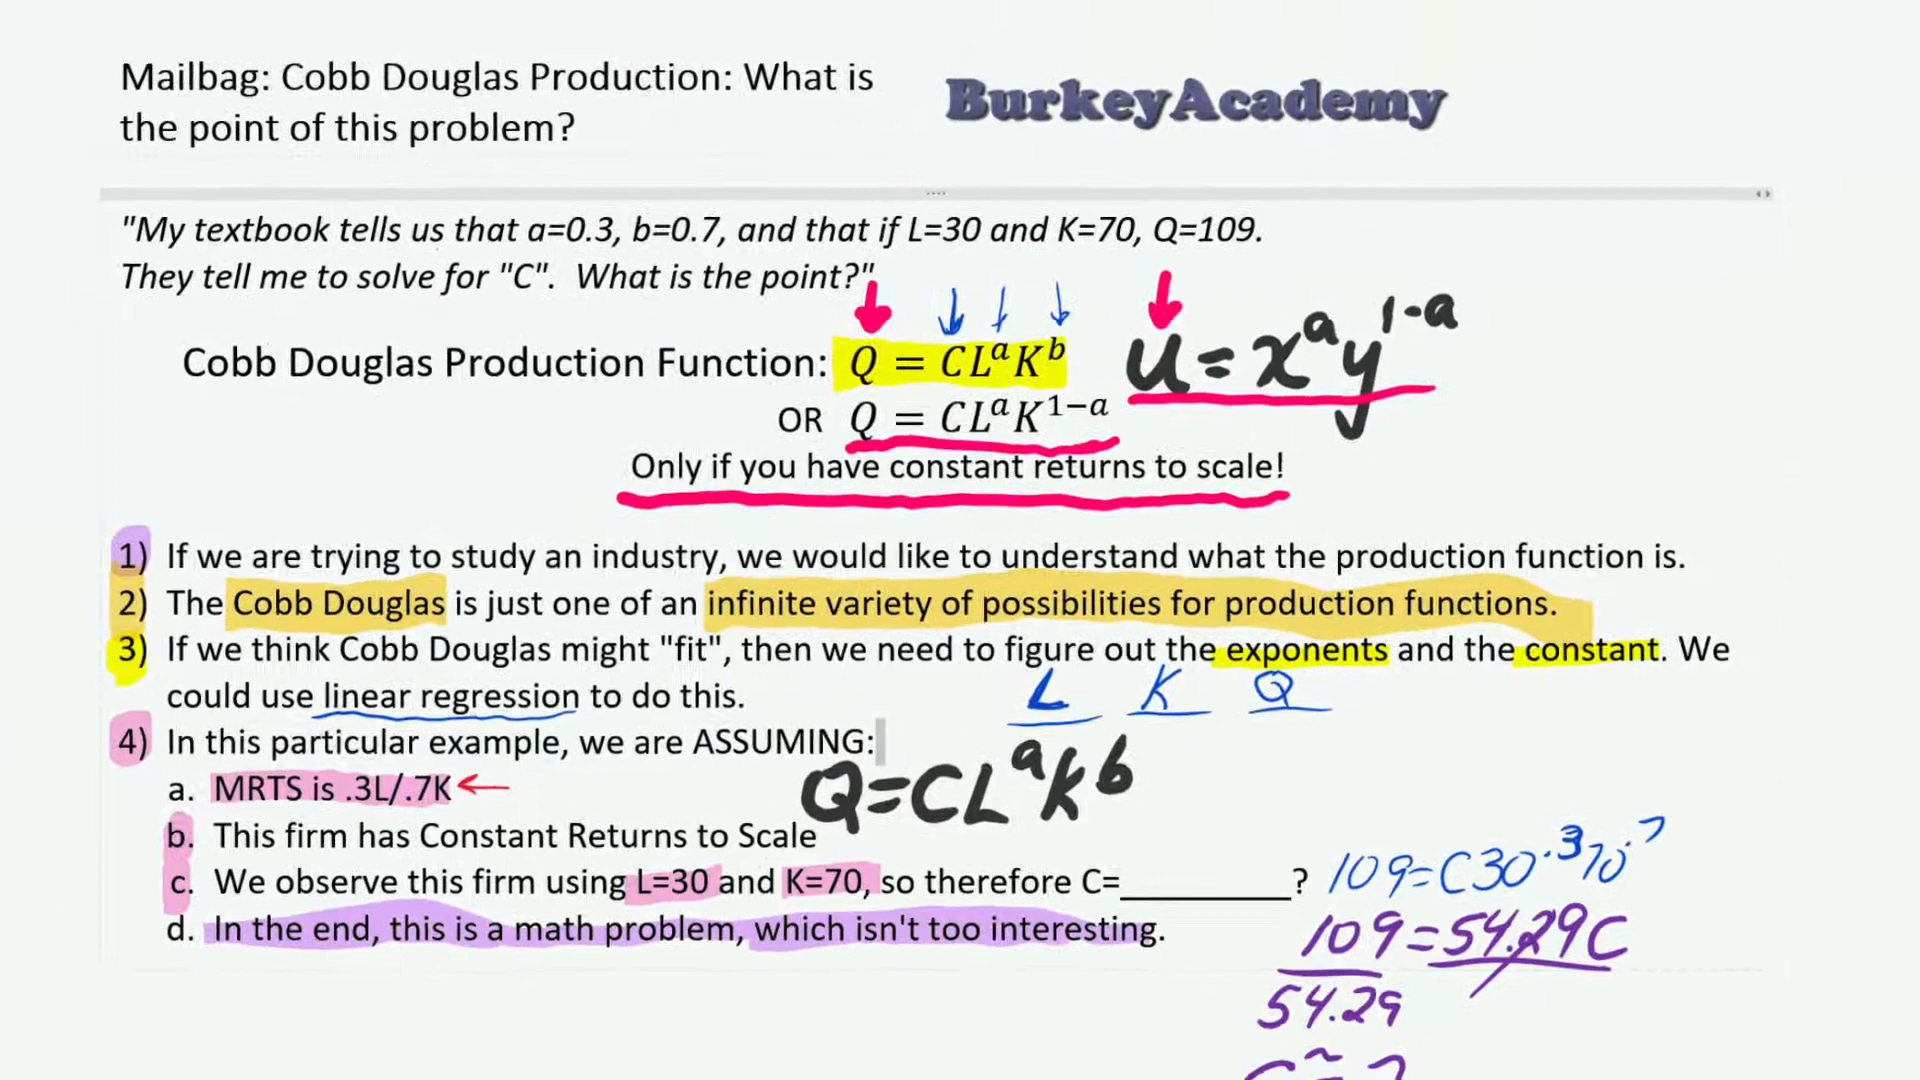 Mailbag: Cobb Douglas Production: What is
the point of this problem?
BurkeyAcademy
"My textbook tells us that a=0.3, b=0.7, and that if L=30 and K=70, Q=109.
They tell me to solve for "C". What is the point?"
Cobb Douglas Production Function: Q = CL^a K^b
u = x^a y^1-a
OR Q = CL^a K^1−a
Only if you have constant returns to scale!
1) If we are trying to study an industry, we would like to understand what the production function is.
2) The Cobb Douglas is just one of an infinite variety of possibilities for production functions.
3) If we think Cobb Douglas might "fit", then we need to figure out the exponents and the constant. We
could use linear regression to do this.
L K Q
4) In this particular example, we are ASSUMING:
a. MRTS is .3L/.7K
Q=CL^a K^b
b. This firm has Constant Returns to Scale
c. We observe this firm using L=30 and K=70, so therefore C=__________?
109=C30^.3 70^.7
d. In the end, this is a math problem, which isn't too interesting.
109=54.29C
54.29